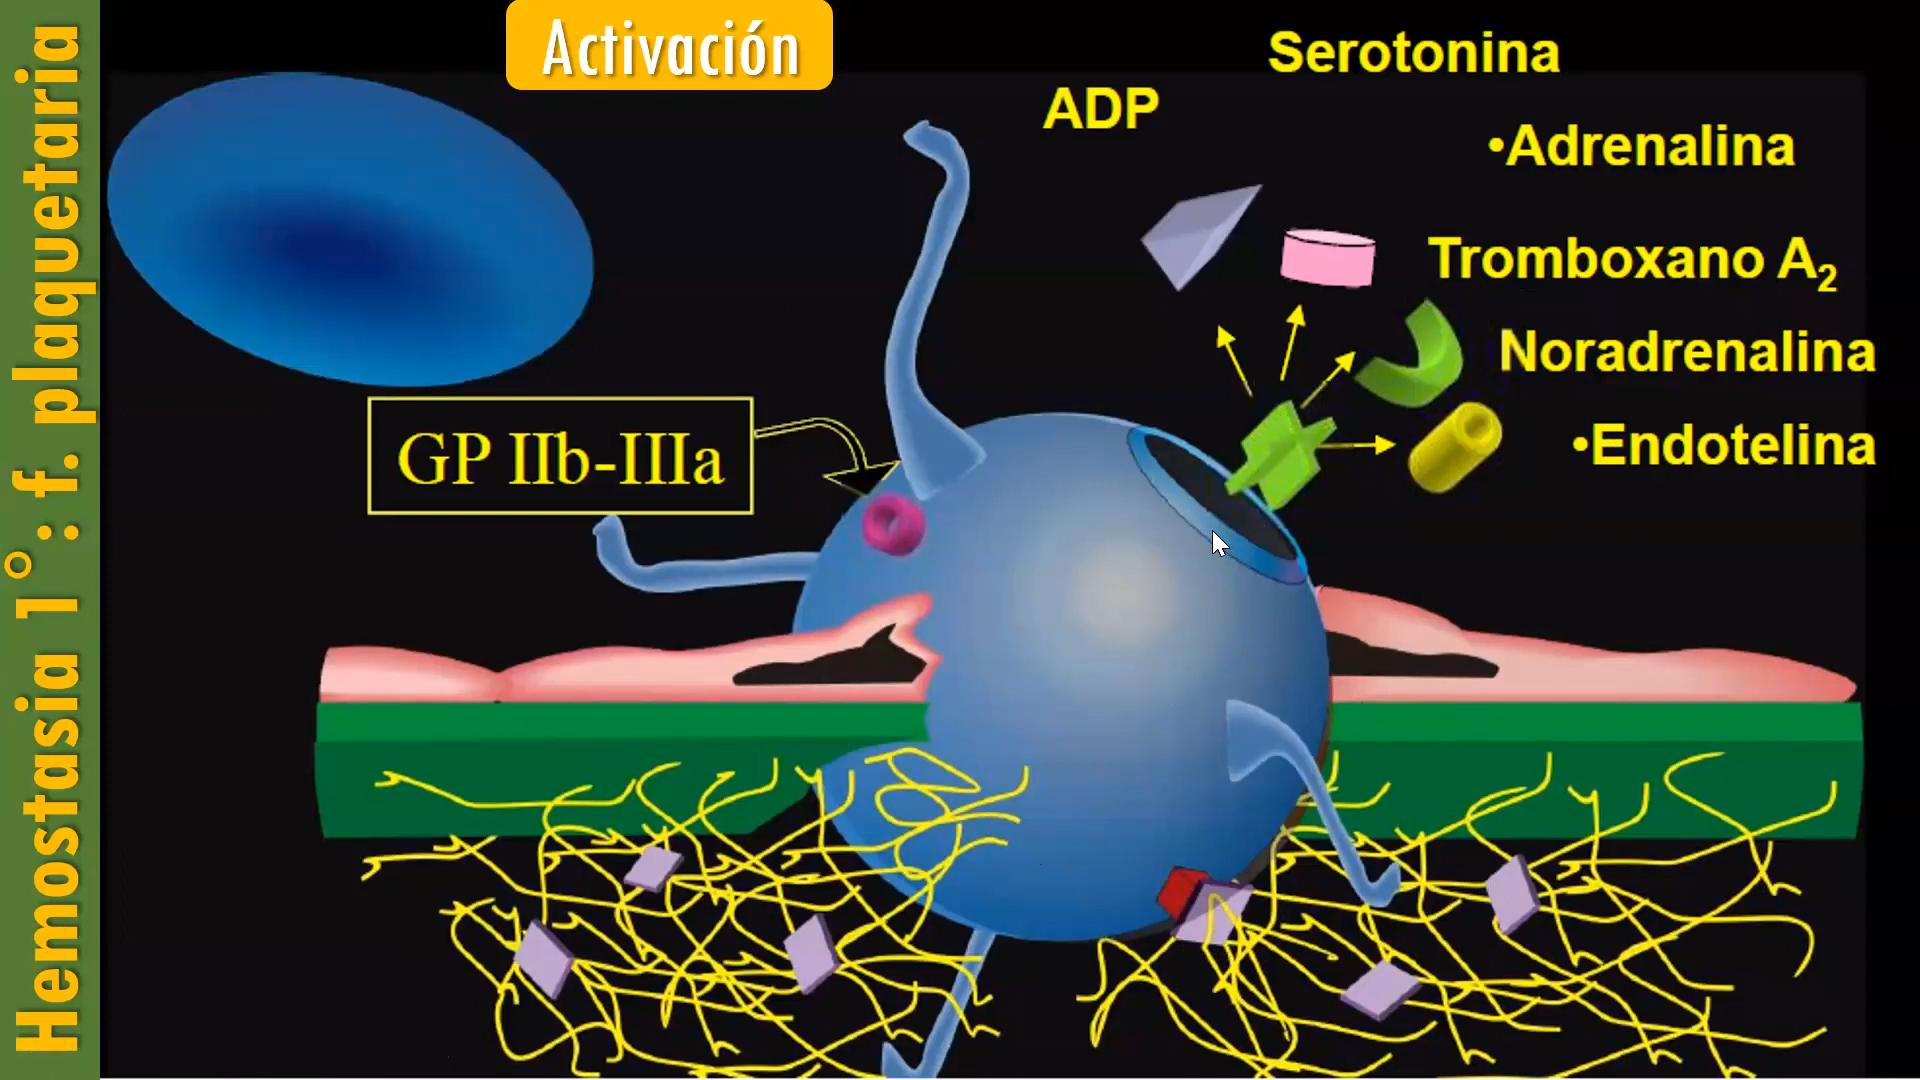 Hemostasia 1°: f. plaquetaria
Activación
Serotonina
ADP
•Adrenalina
Tromboxano A₂
Noradrenalina
•Endotelina
GP IIb-IIIa